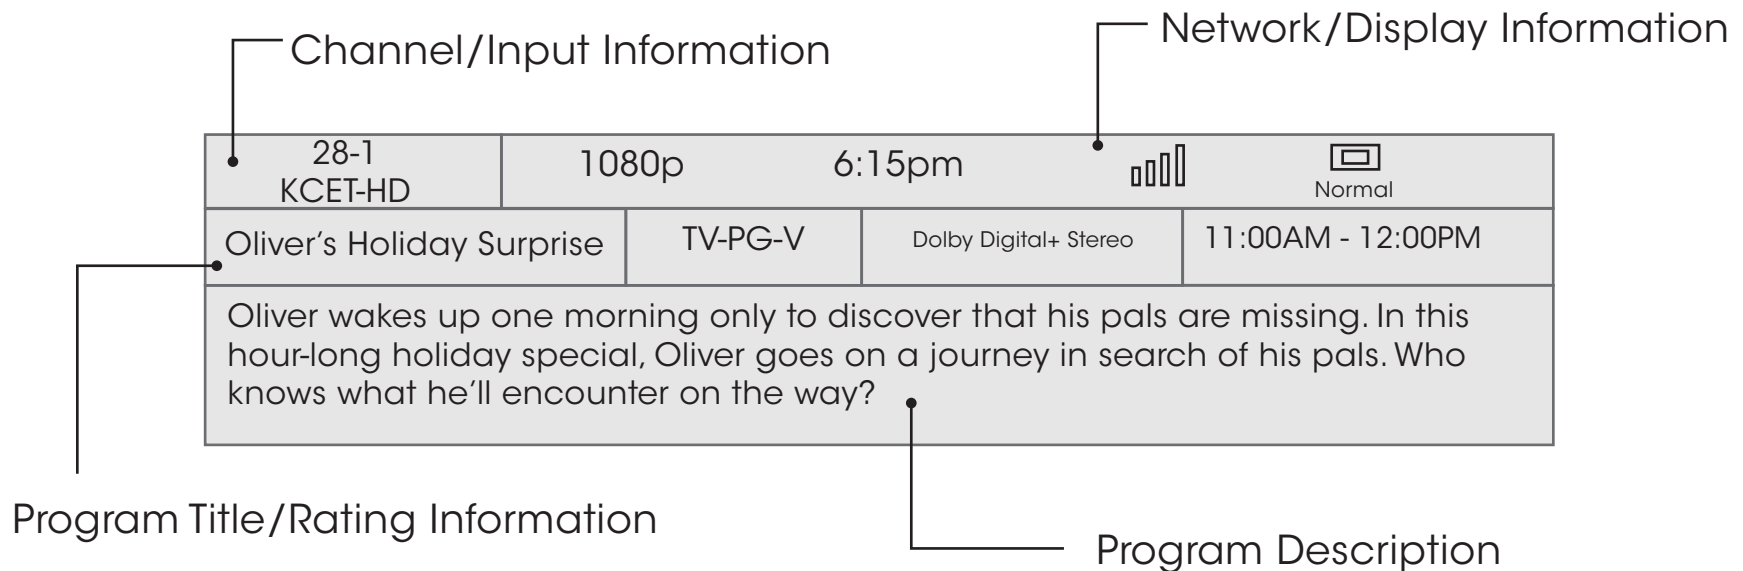 Channel/Input Information
Network/Display Information
28-1
KCET-HD
1080p
6:15pm
Normal
Oliver’s Holiday Surprise
TV-PG-V
Dolby Digital+ Stereo
11:00AM - 12:00PM
Oliver wakes up one morning only to discover that his pals are missing. In this
hour-long holiday special, Oliver goes on a journey in search of his pals. Who
knows what he’ll encounter on the way?
Program Title/Rating Information
Program Description